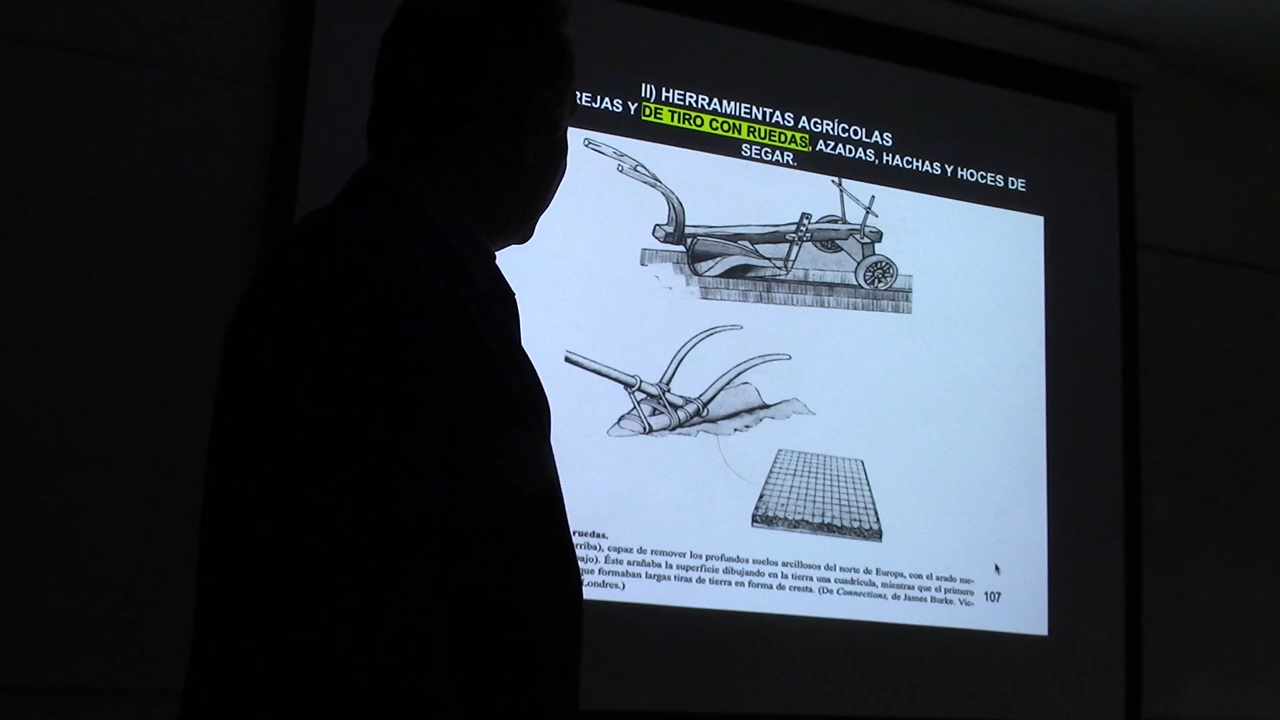 II) HERRAMIENTAS AGRÍCOLAS
REJAS Y DE TIRO CON RUEDAS, AZADAS, HACHAS Y HOCES DE
SEGAR.
ruedas.
rriba), capaz de remover los profundos suelos arcillosos del norte de Europa, con el arado me-
bajo). Éste arañaba la superficie dibujando en la tierra una cuadrícula, mientras que el primero
que formaban largas tiras de tierra en forma de cresta. (De Connections, de James Burke. Vic-
Londres.)
107